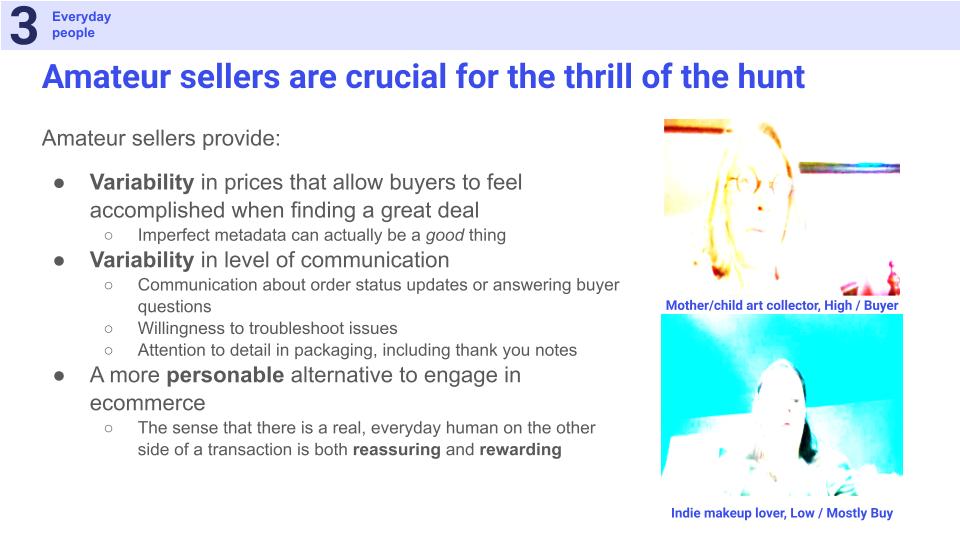 3
Everyday
people
Amateur sellers are crucial for the thrill of the hunt
Amateur sellers provide:
● Variability in prices that allow buyers to feel
accomplished when finding a great deal
○ Imperfect metadata can actually be a good thing
● Variability in level of communication
○ Communication about order status updates or answering buyer
questions
○ Willingness to troubleshoot issues
○ Attention to detail in packaging, including thank you notes
● A more personable alternative to engage in
ecommerce
○ The sense that there is a real, everyday human on the other
side of a transaction is both reassuring and rewarding
Mother/child art collector, High / Buyer
Indie makeup lover, Low / Mostly Buy